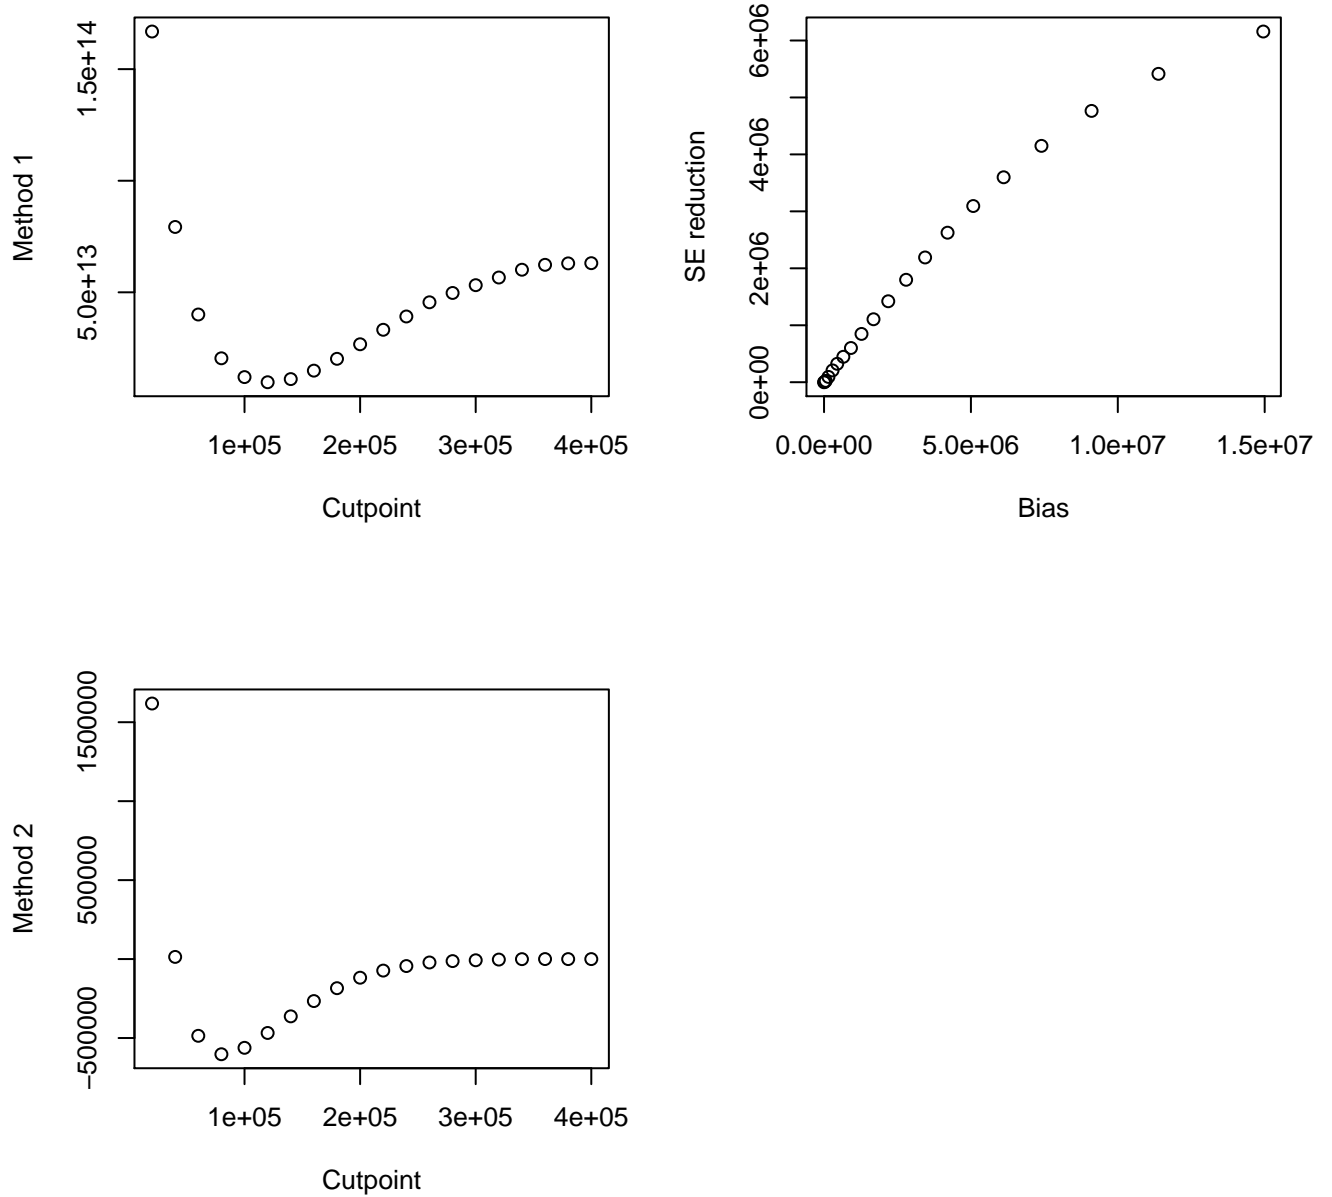 Method 1
1.5e+14
5.0e+13
1e+05 2e+05 3e+05 4e+05
Cutpoint
SE reduction
6e+06
4e+06
2e+06
0e+00
0.0e+00 5.0e+06 1.0e+07 1.5e+07
Bias
Method 2
1500000
500000
−500000
1e+05 2e+05 3e+05 4e+05
Cutpoint